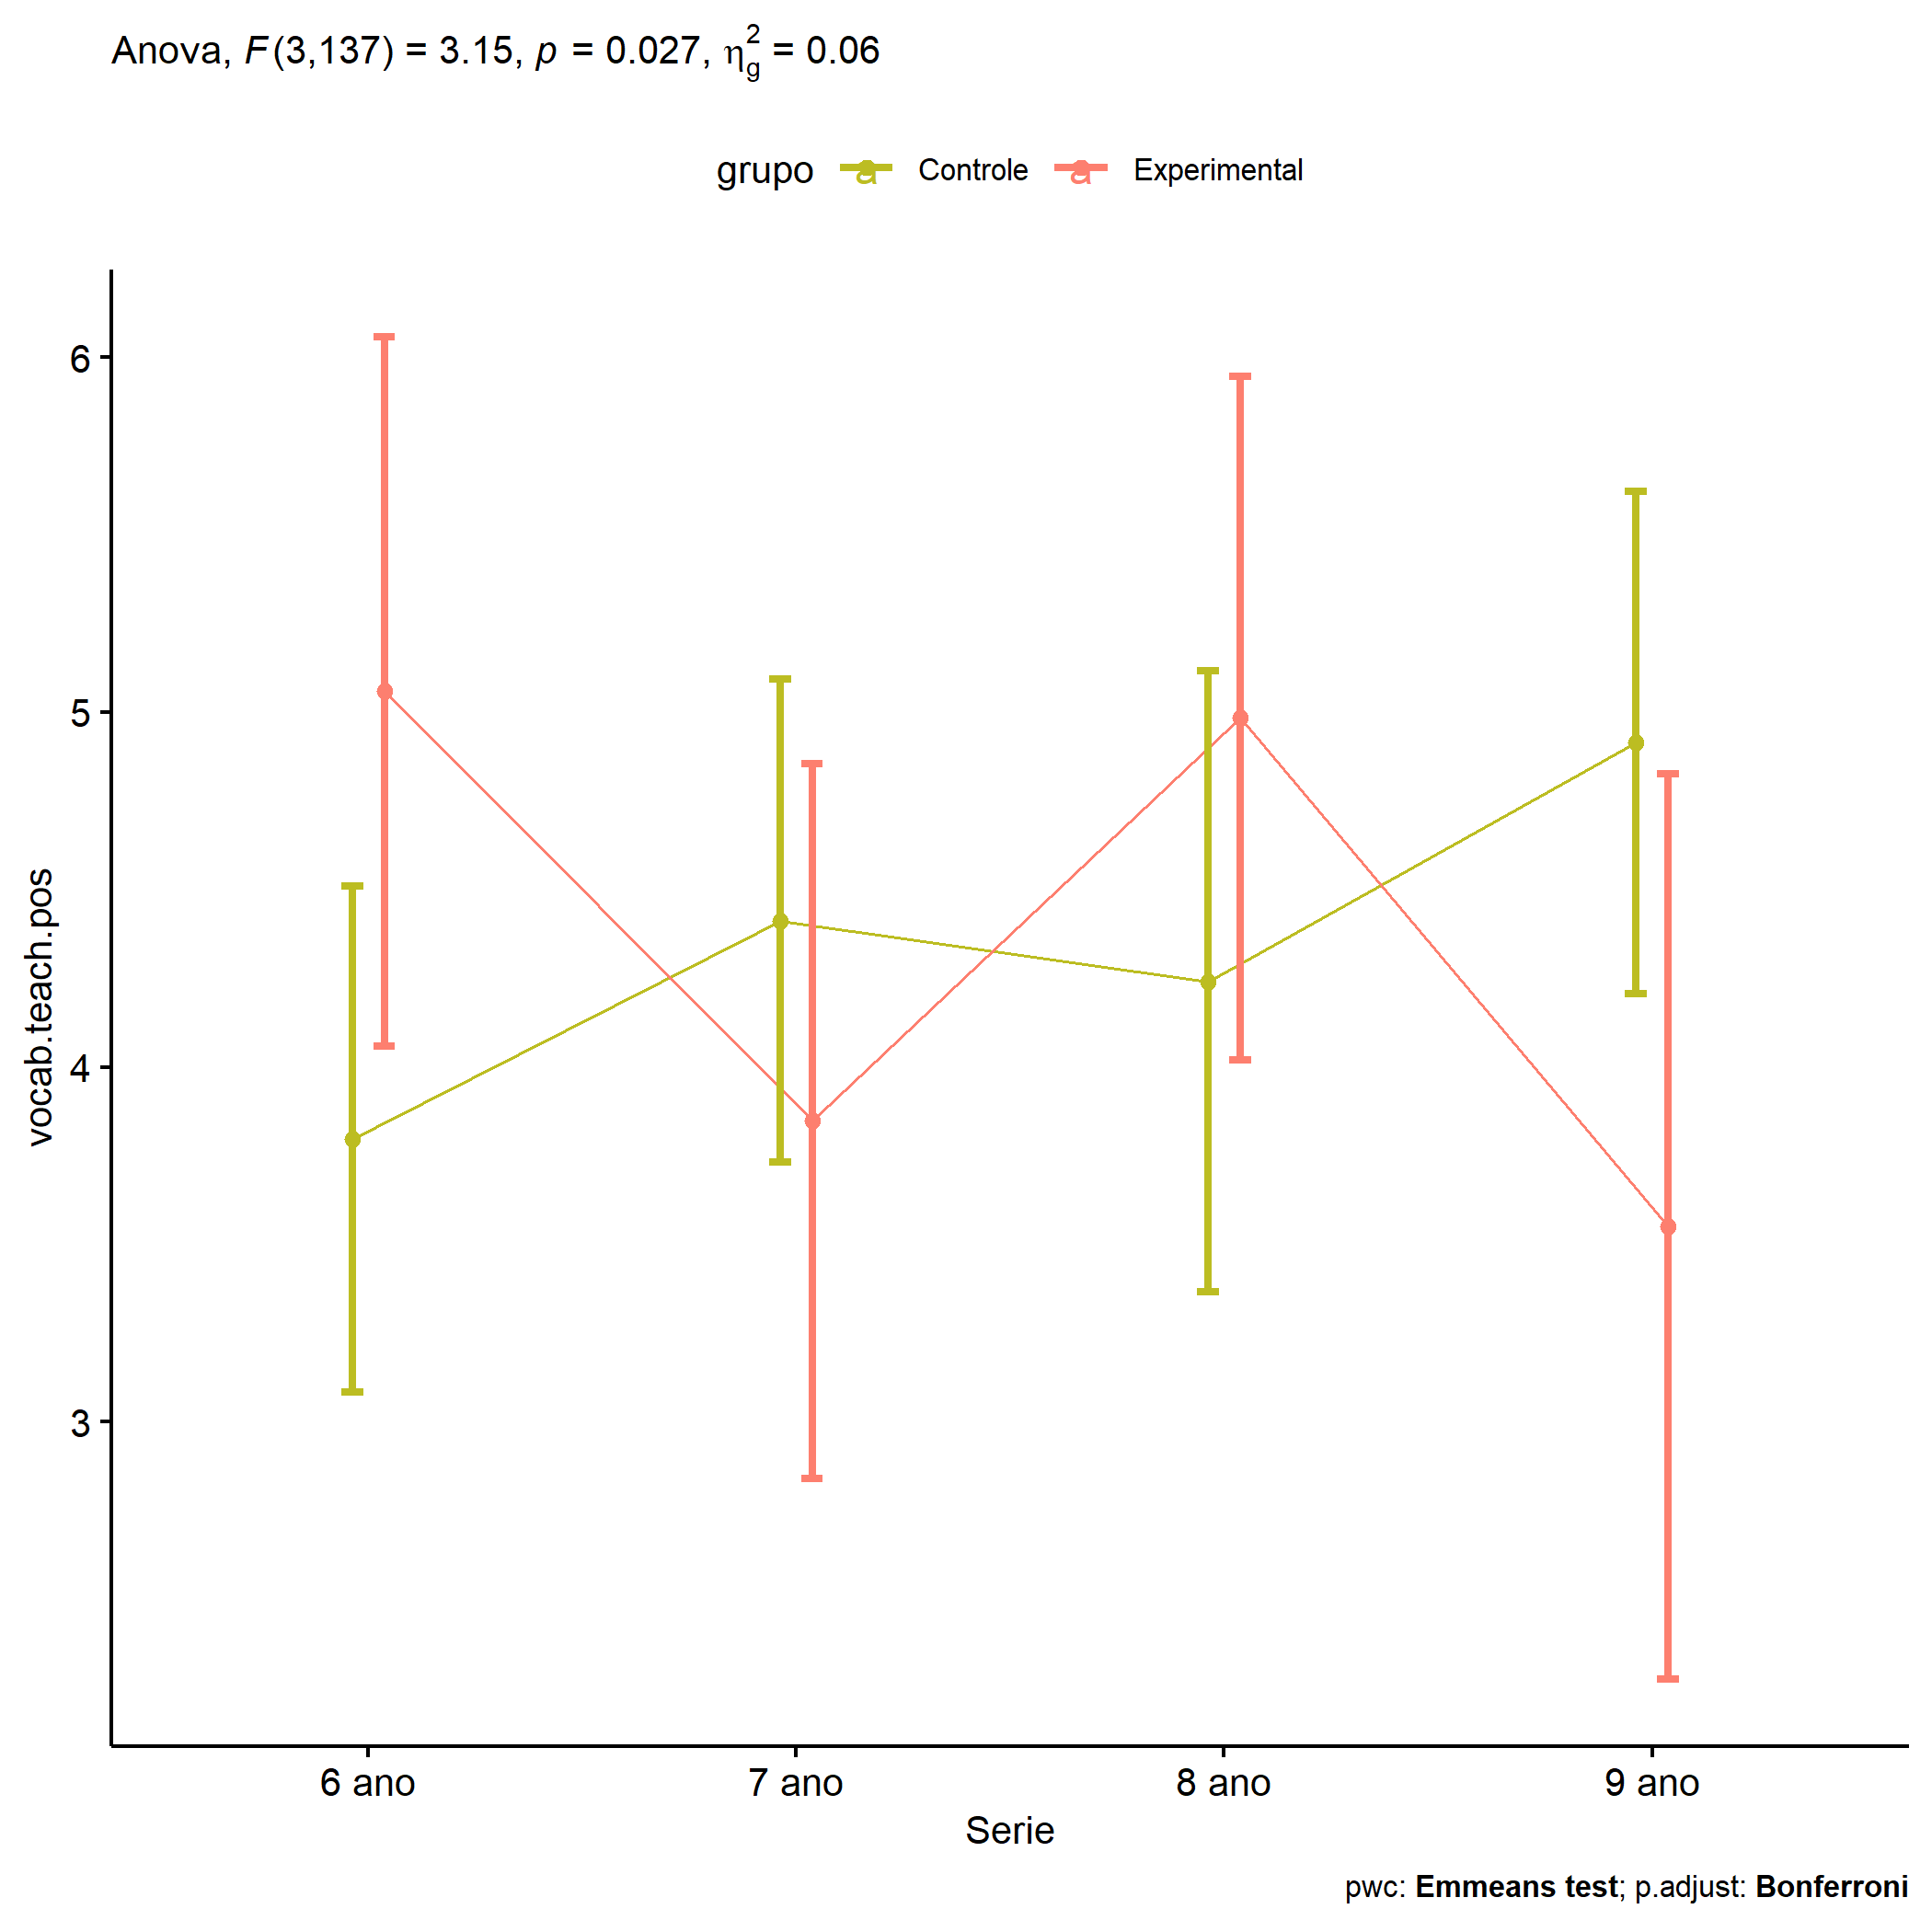 Anova, F(3,137) = 3.15, p = 0.027, η²g = 0.06
grupo a Controle a Experimental
6
5
4
3
vocab.teach.pos
6 ano 7 ano 8 ano 9 ano
Serie
pwc: Emmeans test; p.adjust: Bonferroni